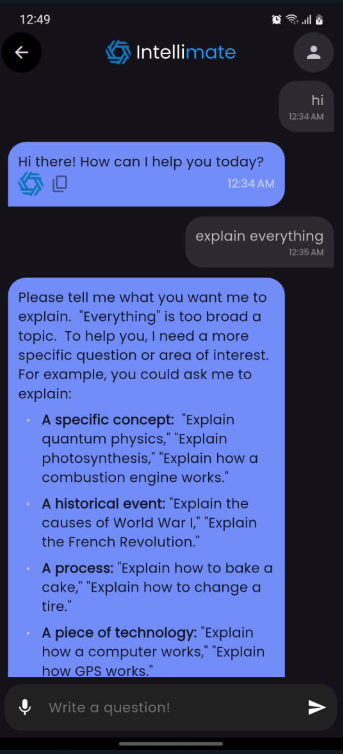 12:49
Intellimate
hi
12:34 AM
Hi there! How can I help you today?
12:34 AM
explain everything
12:35 AM
Please tell me what you want me to
explain.  "Everything" is too broad a
topic.  To help you, I need a more
specific question or area of interest.
For example, you could ask me to
explain:
· A specific concept:  "Explain
quantum physics," "Explain
photosynthesis," "Explain how a
combustion engine works."
· A historical event: "Explain the
causes of World War I," "Explain
the French Revolution."
· A process: "Explain how to bake a
cake," "Explain how to change a
tire."
· A piece of technology: "Explain
how a computer works," "Explain
how GPS works."
Write a question!